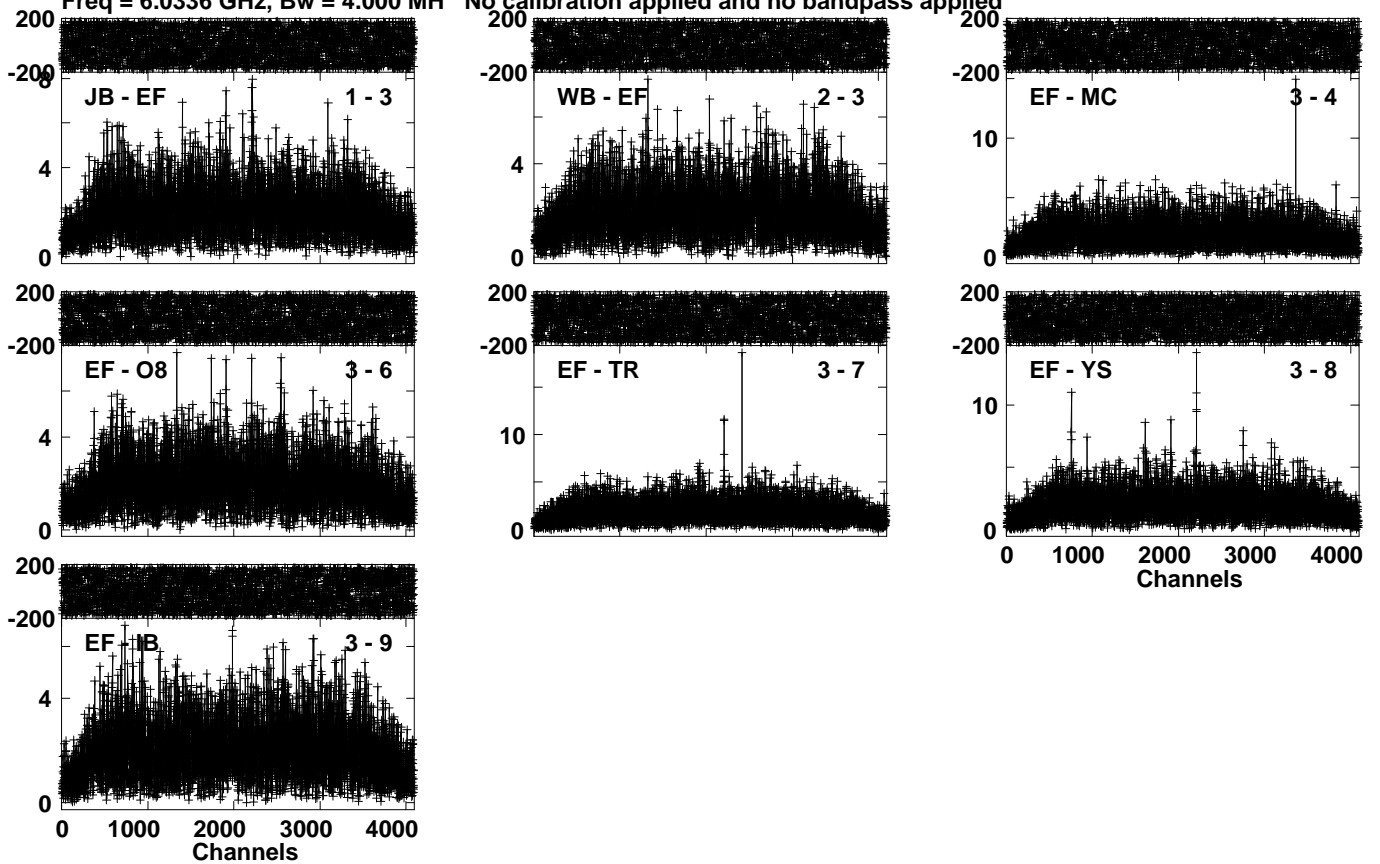 Freq = 6.0336 GHz, Bw = 4.000 MH No calibration applied and no bandpass applied
200
-200
8
4
0
JB - EF 1 - 3
200
-200
4
0
WB - EF 2 - 3
200
-200
10
0
EF - MC 3 - 4
200
-200
4
0
EF - O8 3 - 6
200
-200
10
0
EF - TR 3 - 7
200
-200
10
0
EF - YS 3 - 8
0 1000 2000 3000 4000
Channels
200
-200
4
0
EF - IB 3 - 9
0 1000 2000 3000 4000
Channels